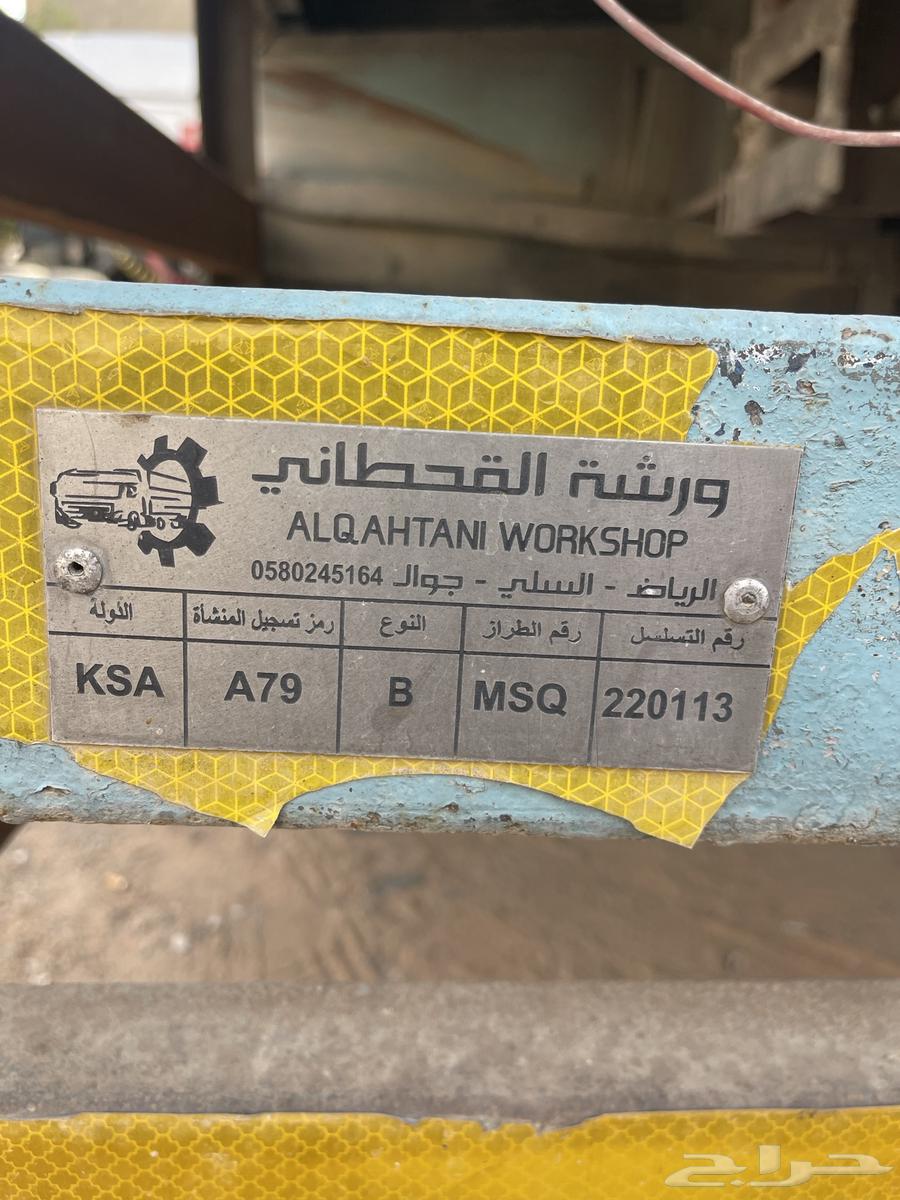 ورشة القحطاني
ALQAHTANI WORKSHOP
الرياض - السلي - جوال 0580245164
رقم التسلسل رقم الطراز النوع رمز تسجيل المنشأة الدولة
220113 MSQ B A79 KSA
حراج